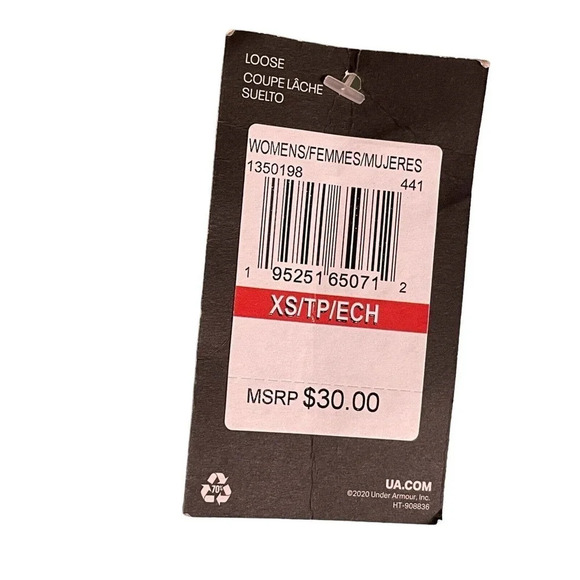 LOOSE
COUPE LÂCHE
SUELTO
WOMENS/FEMMES/MUJERES
1350198 441
1 95251 65071 2
XS/TP/ECH
MSRP $30.00
70%
UA.COM
©2020 Under Armour, Inc.
HT-908836